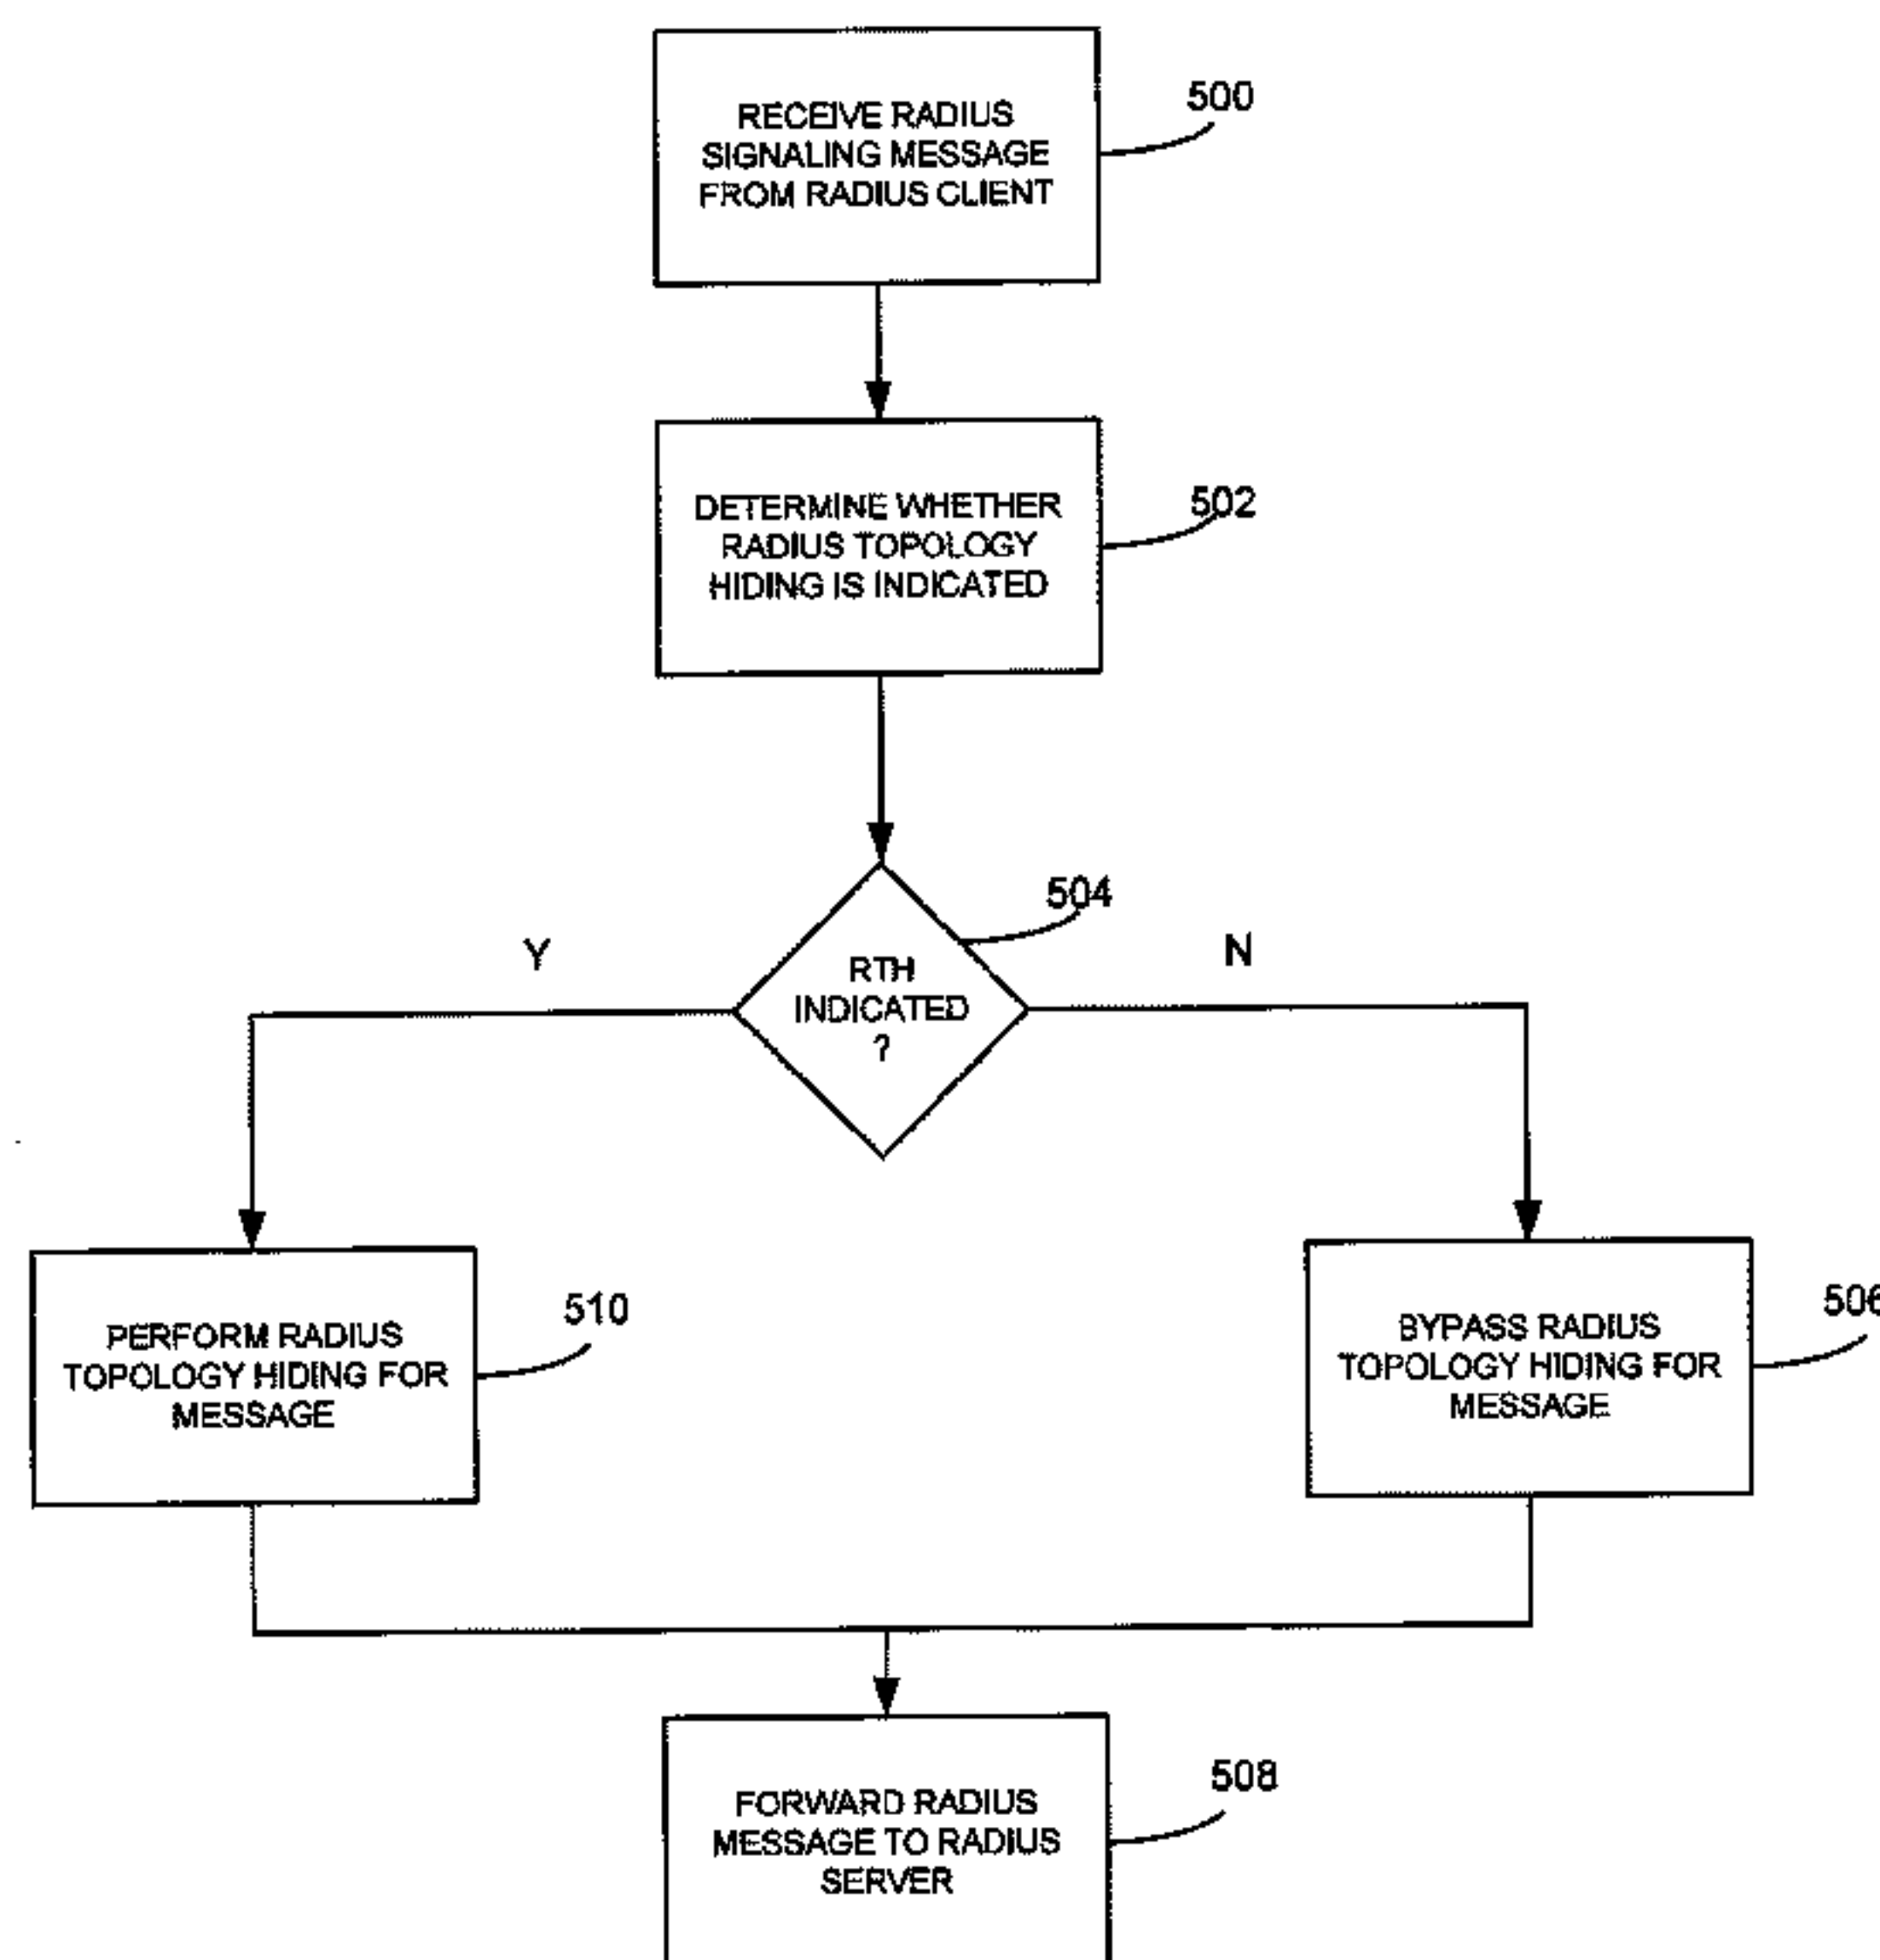 RECEIVE RADIUS
SIGNALING MESSAGE
FROM RADIUS CLIENT
500
DETERMINE WHETHER
RADIUS TOPOLOGY
HIDING IS INDICATED
502
504
Y
N
RTH
INDICATED
?
PERFORM RADIUS
TOPOLOGY HIDING FOR
MESSAGE
510
BYPASS RADIUS
TOPOLOGY HIDING FOR
MESSAGE
506
FORWARD RADIUS
MESSAGE TO RADIUS
SERVER
508